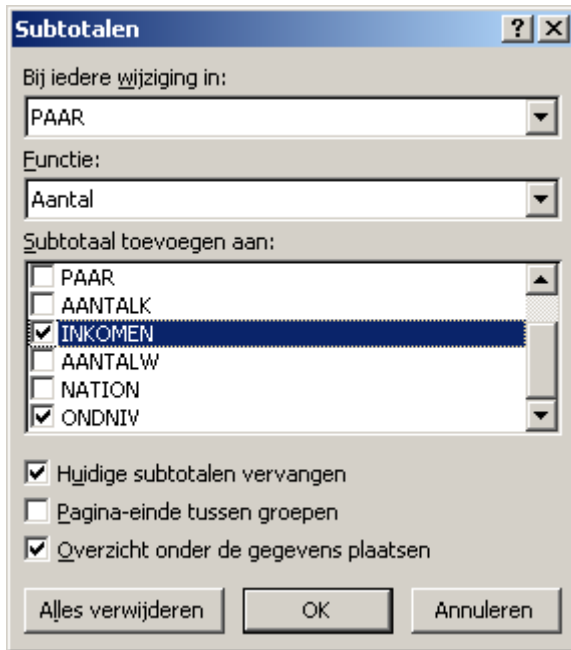 Subtotalen
Bij iedere wijziging in:
PAAR
Functie:
Aantal
Subtotaal toevoegen aan:
PAAR
AANTALK
INKOMEN
AANTALW
NATION
ONDNIV
Huidige subtotalen vervangen
Pagina-einde tussen groepen
Overzicht onder de gegevens plaatsen
Alles verwijderen OK Annuleren